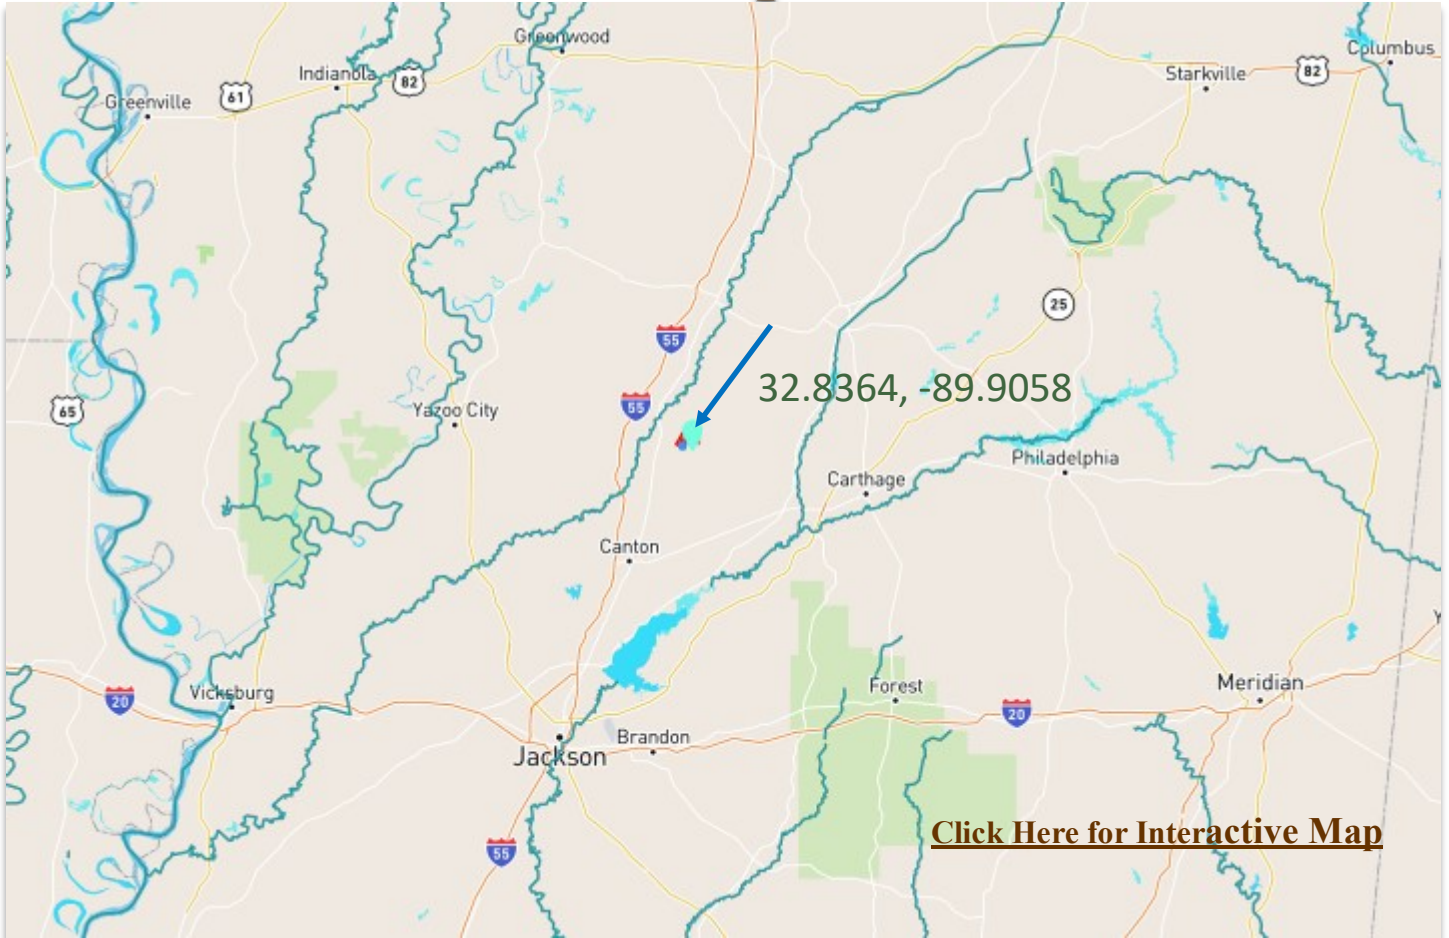 Greenwood
Columbus
Indianola
82
Starkville
82
61
Greenville
25
55
32.8364, -89.9058
55
65
Yazoo City
Philadelphia
Carthage
Canton
Forest
Meridian
20
Vicksburg
20
Brandon
Jackson
Click Here for Interactive Map
55